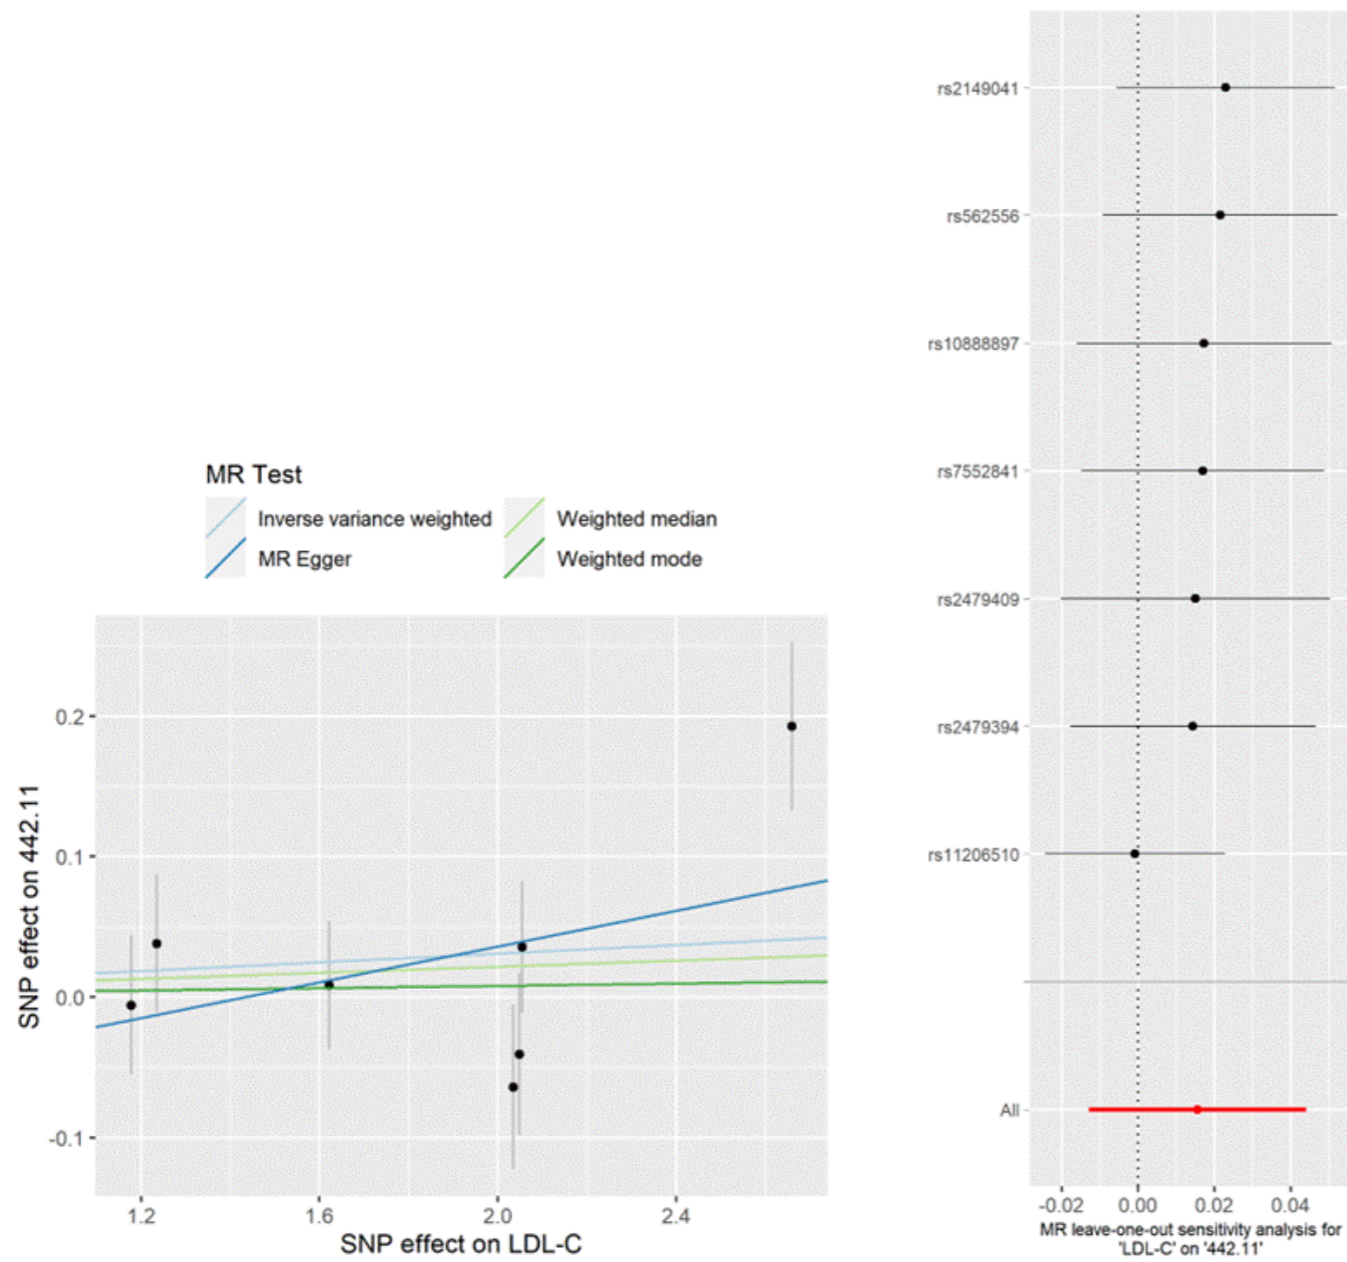 MR Test
Inverse variance weighted
Weighted median
MR Egger
Weighted mode
SNP effect on 442.11
0.2
0.1
0.0
-0.1
1.2
1.6
2.0
2.4
SNP effect on LDL-C
rs2149041
rs562556
rs10888897
rs7552841
rs2479409
rs2479394
rs11206510
All
-0.02
0.00
0.02
0.04
MR leave-one-out sensitivity analysis for
'LDL-C' on '442.11'